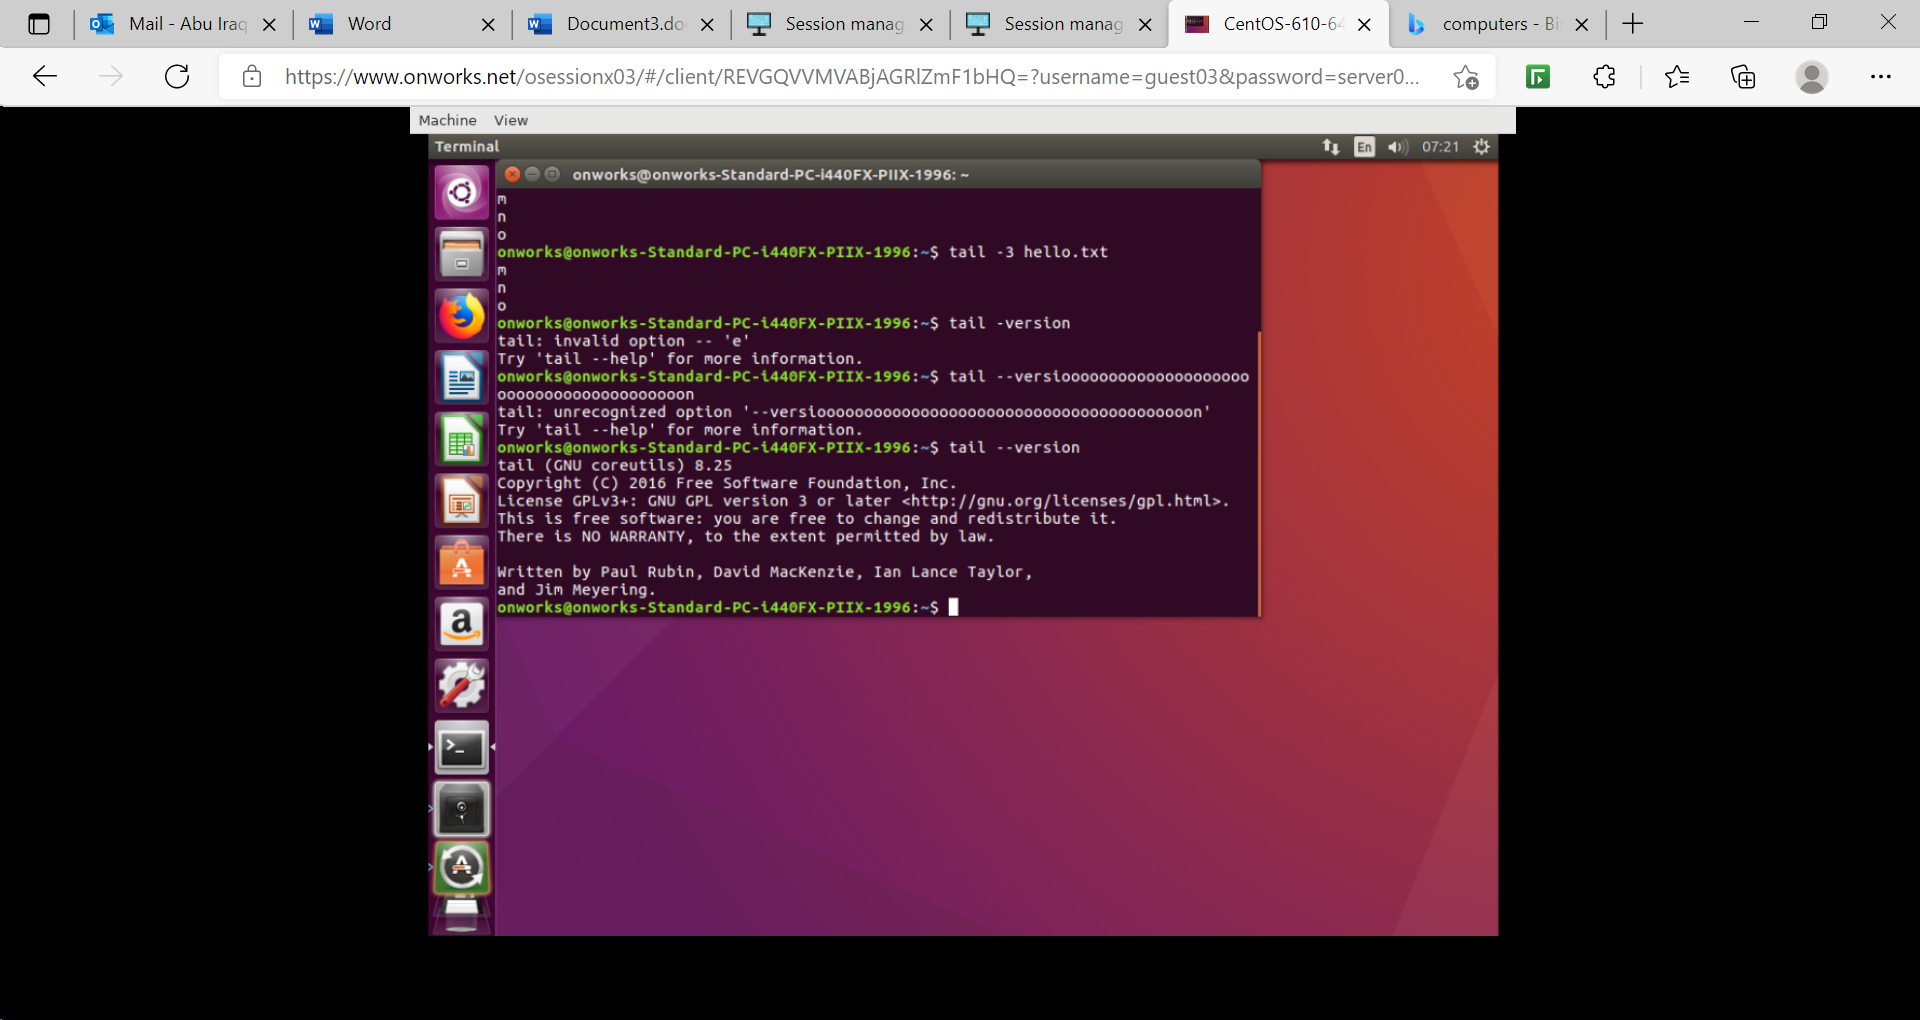 Mail - Abu Iraq
Word
Document3.do
Session manag
Session manag
CentOS-610-64
computers - Bi
https://www.onworks.net/osessionx03/#/client/REVGQVVMVABjAGRlZmF1bHQ=?username=guest03&password=server0...
Machine View
Terminal
En 07:21
onworks@onworks-Standard-PC-i440FX-PIIX-1996: ~
m
n
o
onworks@onworks-Standard-PC-i440FX-PIIX-1996:~$ tail -3 hello.txt
m
n
o
onworks@onworks-Standard-PC-i440FX-PIIX-1996:~$ tail -version
tail: invalid option -- 'e'
Try 'tail --help' for more information.
onworks@onworks-Standard-PC-i440FX-PIIX-1996:~$ tail --versioooooooooooooooooooo
ooooooooooooooooooooon
tail: unrecognized option '--versioooooooooooooooooooooooooooooooooooooooooon'
Try 'tail --help' for more information.
onworks@onworks-Standard-PC-i440FX-PIIX-1996:~$ tail --version
tail (GNU coreutils) 8.25
Copyright (C) 2016 Free Software Foundation, Inc.
License GPLv3+: GNU GPL version 3 or later <http://gnu.org/licenses/gpl.html>.
This is free software: you are free to change and redistribute it.
There is NO WARRANTY, to the extent permitted by law.
Written by Paul Rubin, David MacKenzie, Ian Lance Taylor,
and Jim Meyering.
onworks@onworks-Standard-PC-i440FX-PIIX-1996:~$